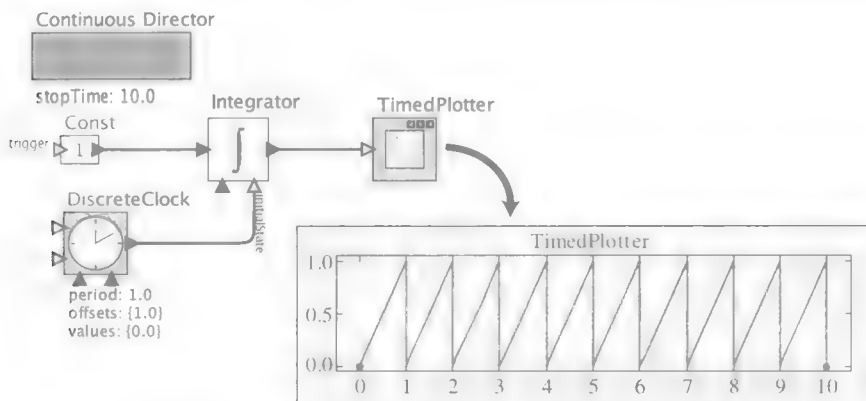 Continuous Director
stopTime: 10.0
Integrator
TimedPlotter
Const
trigger
1
DiscreteClock
initialState
period: 1.0
offsets: {1.0}
values: {0.0}
TimedPlotter
1.0
0.5
0.0
0 1 2 3 4 5 6 7 8 9 10